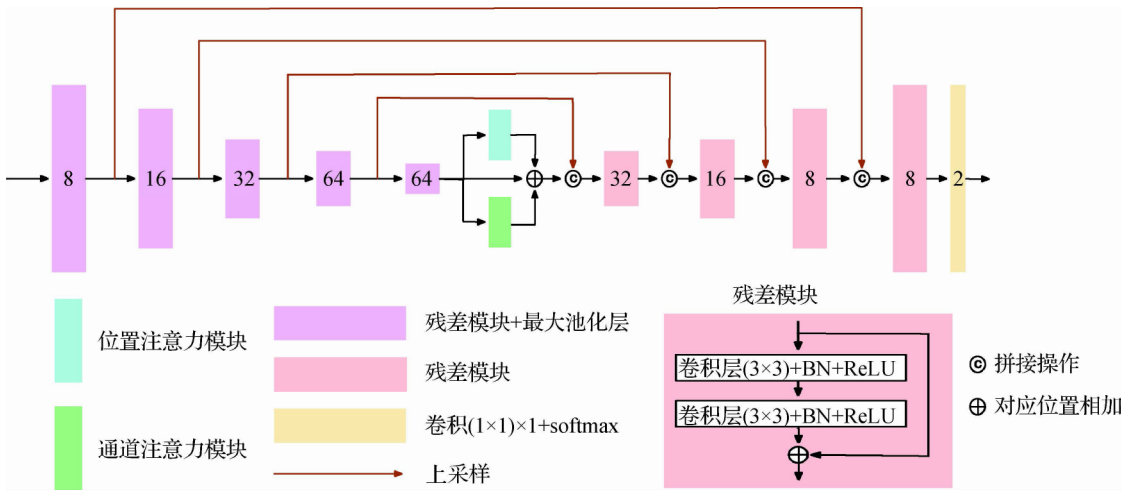 8
16
32
64
64
©
32
©
16
©
8
©
8
2
位置注意力模块
通道注意力模块
残差模块+最大池化层
残差模块
卷积(1×1)×1+softmax
上采样
残差模块
卷积层(3×3)+BN+ReLU
卷积层(3×3)+BN+ReLU
© 拼接操作
⊕ 对应位置相加